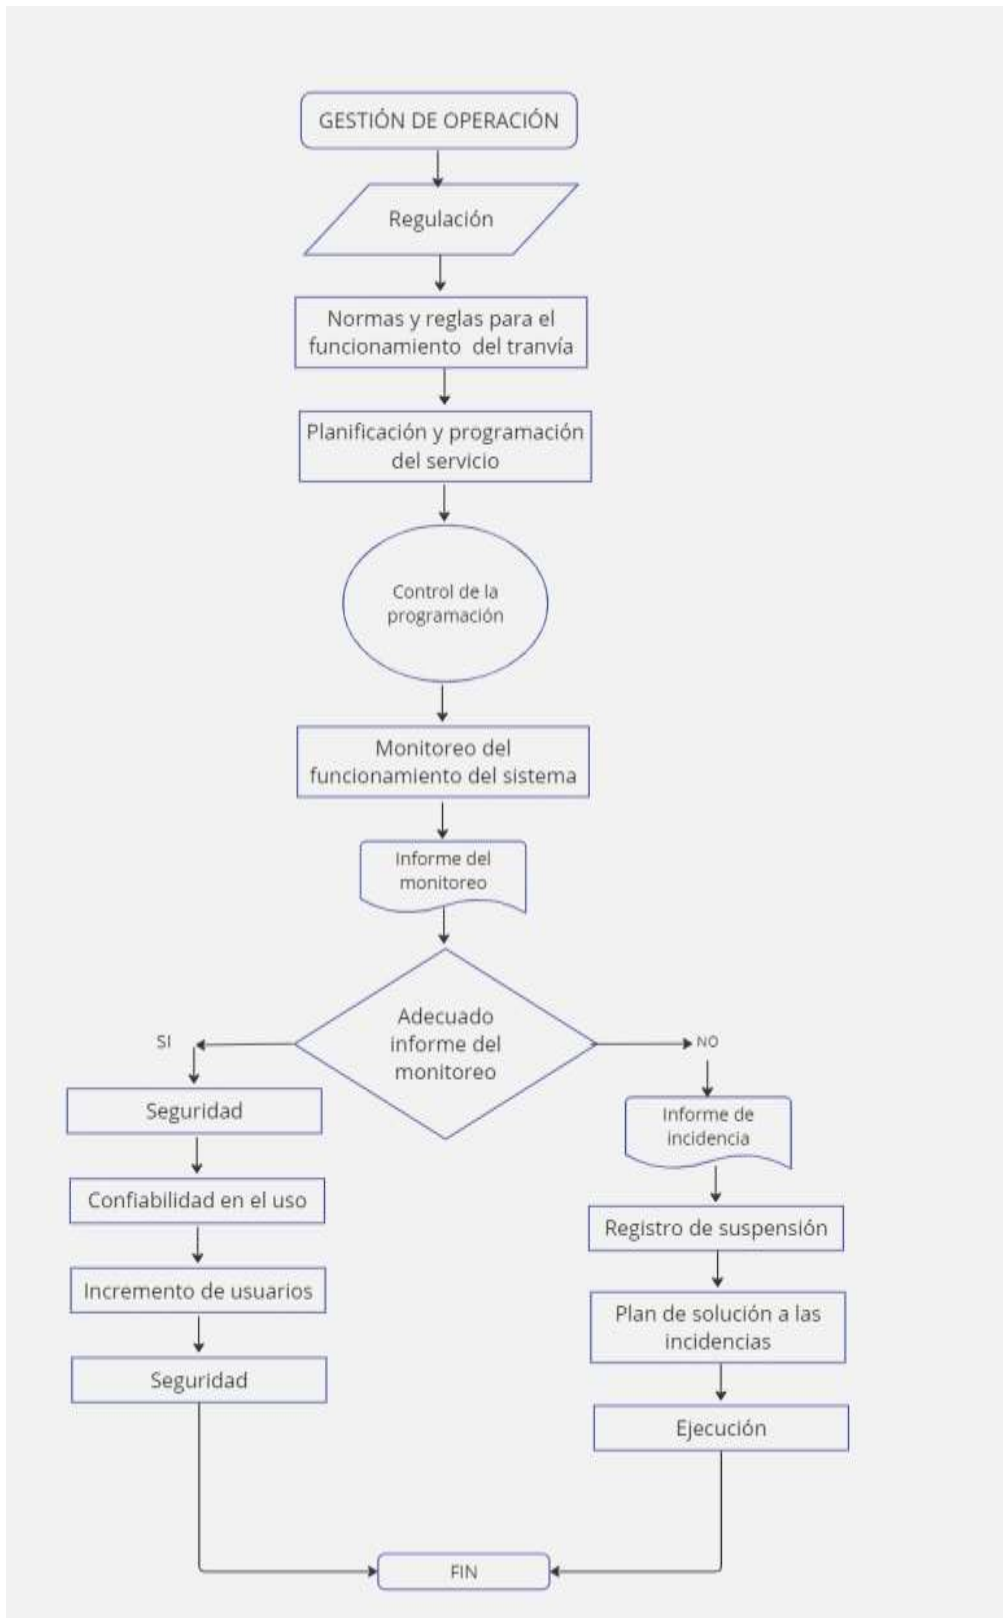 GESTIÓN DE OPERACIÓN
Regulación
Normas y reglas para el
funcionamiento del tranvía
Planificación y programación
del servicio
Control de la
programación
Monitoreo del
funcionamiento del sistema
Informe del
monitoreo
Adecuado
informe del
monitoreo
SI
Seguridad
Confiabilidad en el uso
Incremento de usuarios
Seguridad
NO
Informe de
incidencia
Registro de suspensión
Plan de solución a las
incidencias
Ejecución
FIN